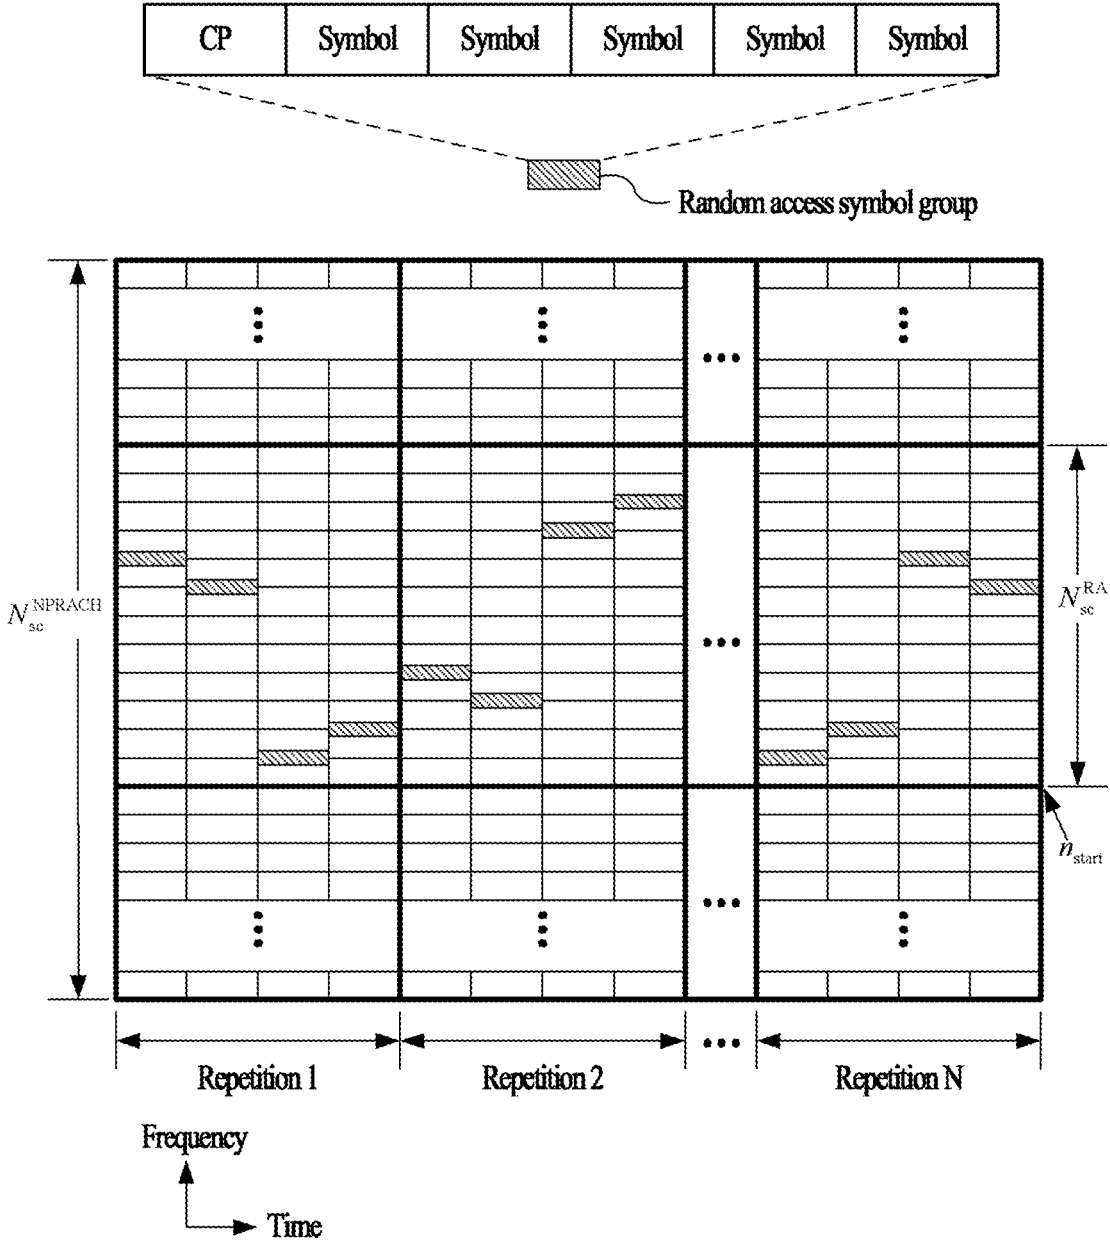 CP Symbol Symbol Symbol Symbol Symbol
Random access symbol group
N_sc^NPRACH
N_sc^RA
n_start
Repetition 1 Repetition 2 Repetition N
Frequency
Time